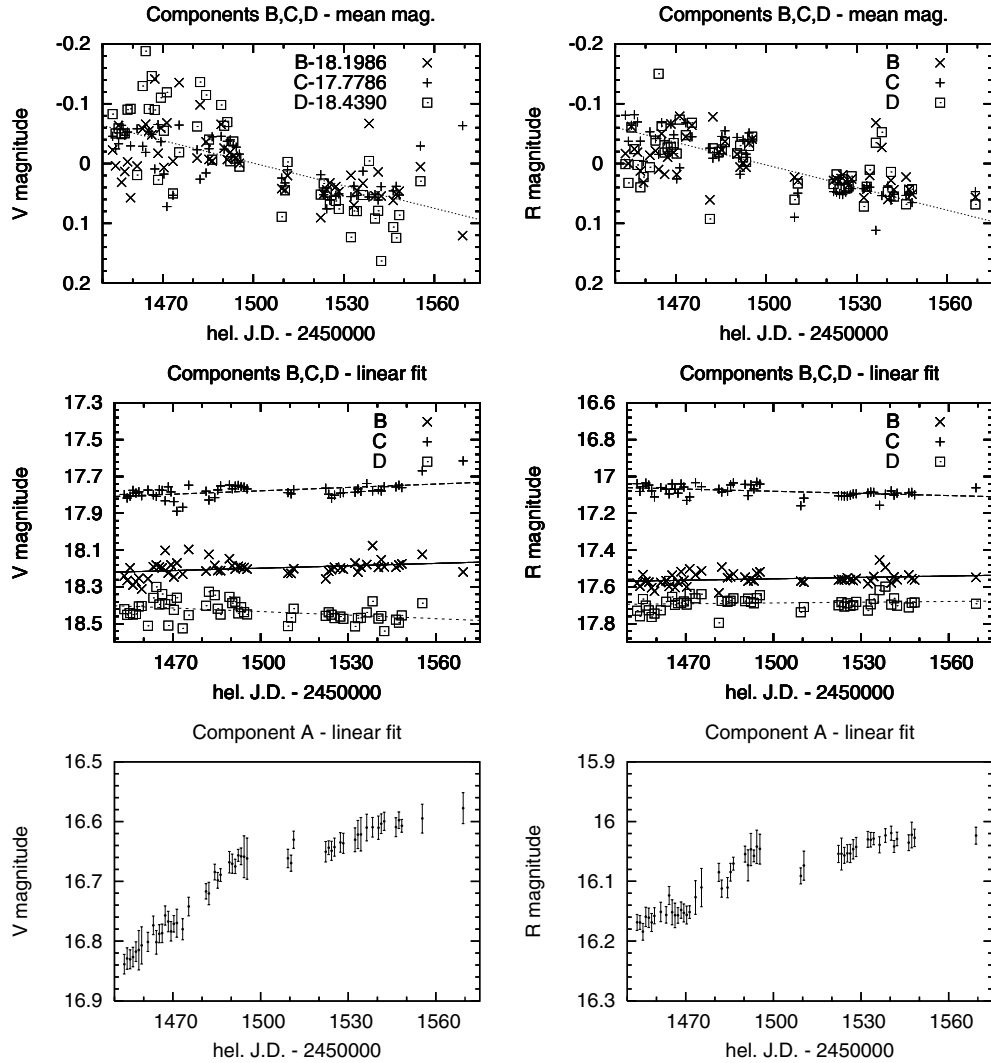 Components B,C,D - mean mag.
V magnitude
-0.2
-0.1
0
0.1
0.2
B-18.1986
C-17.7786
D-18.4390
1470 1500 1530 1560
hel. J.D. - 2450000
Components B,C,D - mean mag.
R magnitude
-0.2
-0.1
0
0.1
0.2
B
C
D
1470 1500 1530 1560
hel. J.D. - 2450000
Components B,C,D - linear fit
V magnitude
17.3
17.5
17.7
17.9
18.1
18.3
18.5
B
C
D
1470 1500 1530 1560
hel. J.D. - 2450000
Components B,C,D - linear fit
R magnitude
16.6
16.8
17
17.2
17.4
17.6
17.8
B
C
D
1470 1500 1530 1560
hel. J.D. - 2450000
Component A - linear fit
V magnitude
16.5
16.6
16.7
16.8
16.9
1470 1500 1530 1560
hel. J.D. - 2450000
Component A - linear fit
R magnitude
15.9
16
16.1
16.2
16.3
1470 1500 1530 1560
hel. J.D. - 2450000